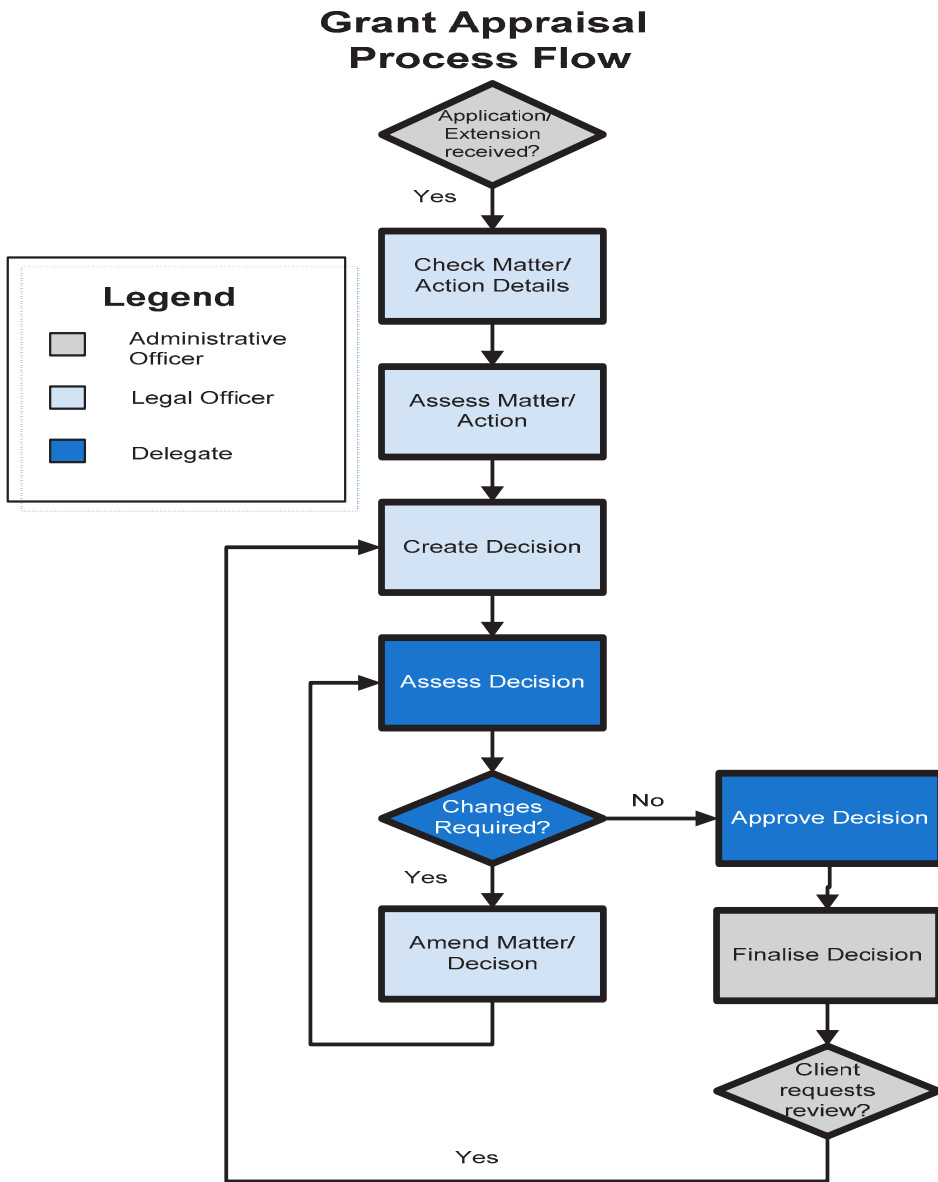 Grant Appraisal
Process Flow
Application/
Extension
received?
Yes
Check Matter/
Action Details
Legend
Administrative
Officer
Legal Officer
Delegate
Assess Matter/
Action
Create Decision
Assess Decision
Changes
Required?
No
Approve Decision
Yes
Amend Matter/
Decison
Finalise Decision
Client
requests
review?
Yes